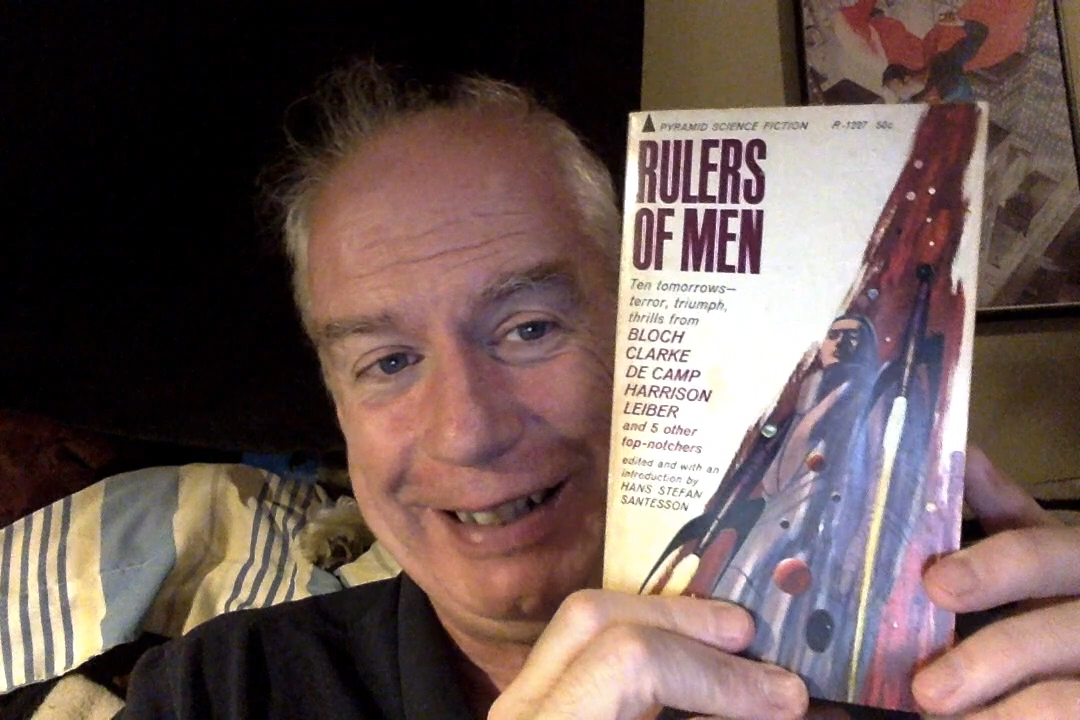 PYRAMID SCIENCE FICTION R-1227 50c
RULERS
OF MEN
Ten tomorrows—
terror, triumph,
thrills from
BLOCH
CLARKE
DE CAMP
HARRISON
LEIBER
and 5 other
top-notchers
edited and with an
introduction by
HANS STEFAN
SANTESSON